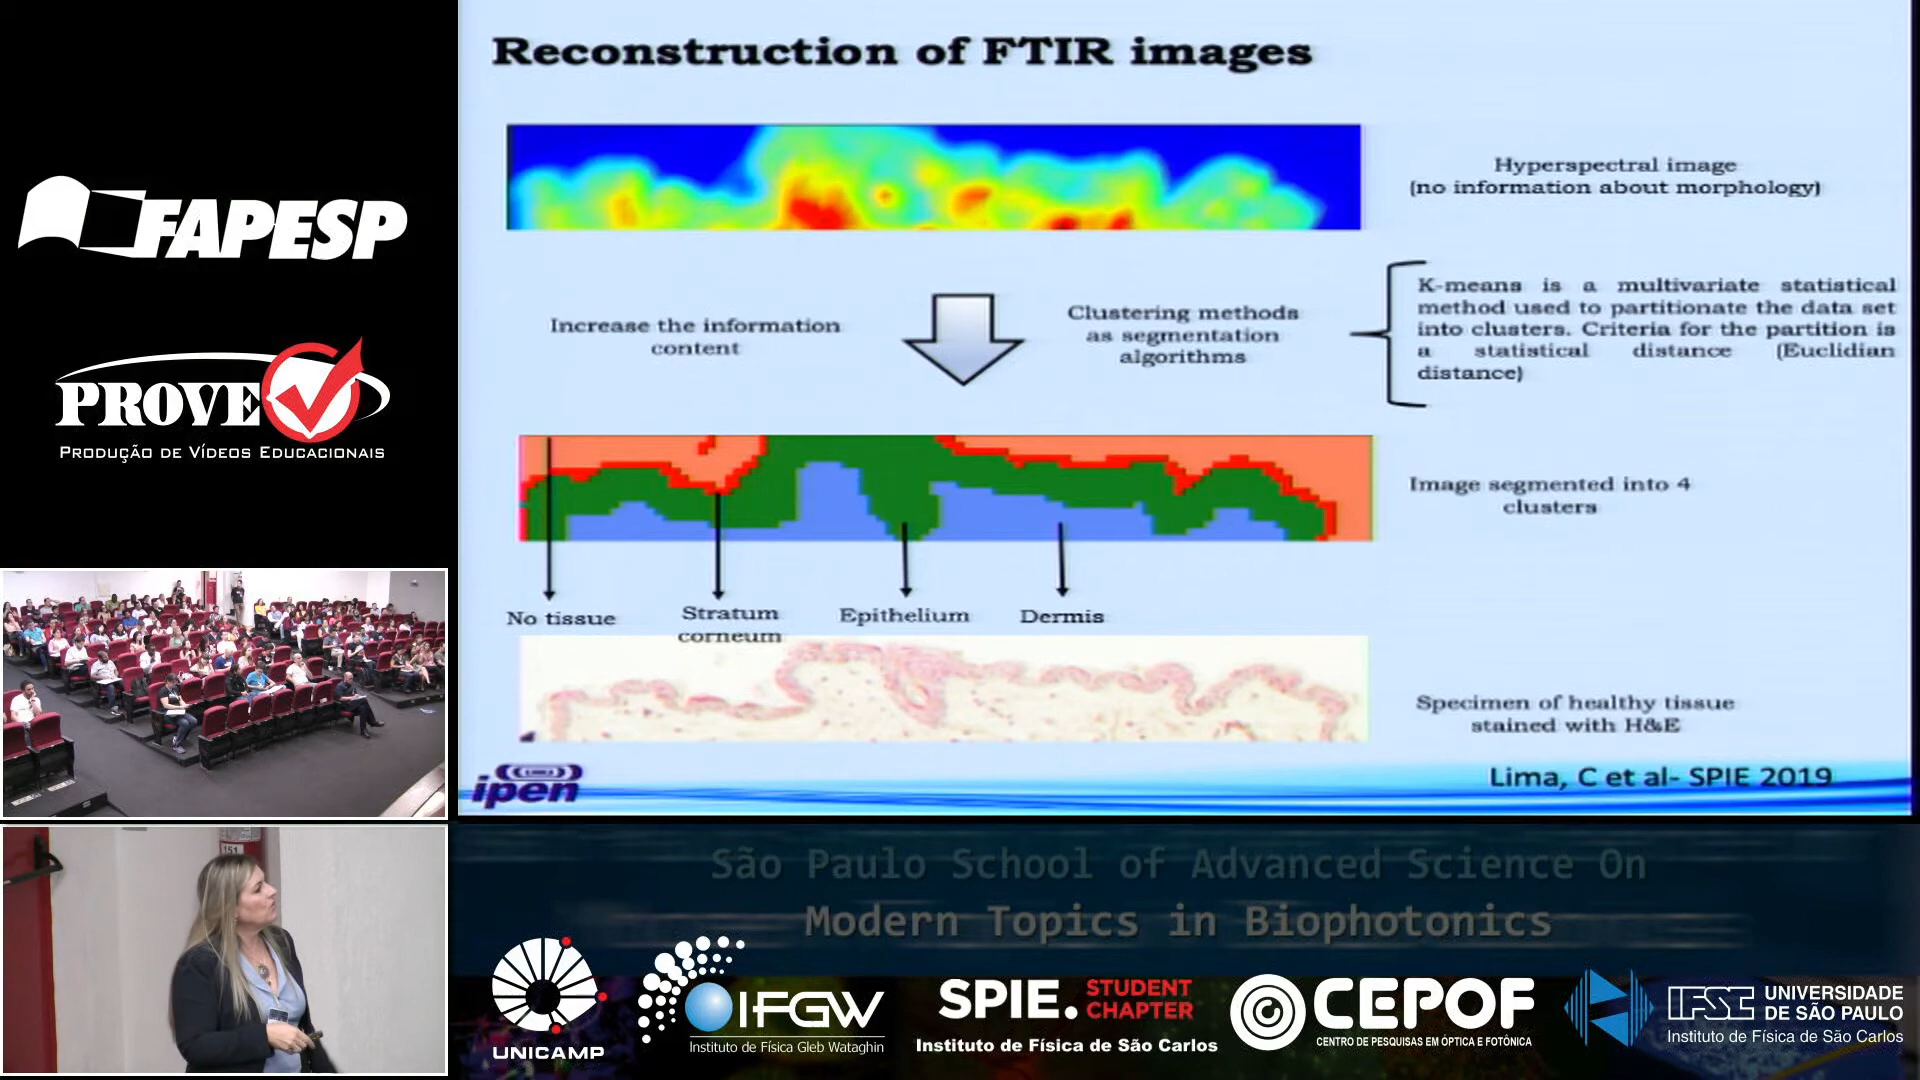 FAPESP
PROVE
PRODUÇÃO DE VÍDEOS EDUCACIONAIS
Reconstruction of FTIR images
Hyperspectral image
(no information about morphology)
Increase the information
content
Clustering methods
as segmentation
algorithms
K-means is a multivariate statistical
method used to partitionate the data set
into clusters. Criteria for the partition is
a statistical distance (Euclidian
distance)
Image segmented into 4
clusters
No tissue
Stratum
corneum
Epithelium
Dermis
Specimen of healthy tissue
stained with H&E
ipen
Lima, C et al- SPIE 2019
151
São Paulo School of Advanced Science On
Modern Topics in Biophotonics
UNICAMP
IFGW
Instituto de Física Gleb Wataghin
SPIE. STUDENT
CHAPTER
Instituto de Física de São Carlos
CEPOF
CENTRO DE PESQUISAS EM ÓPTICA E FOTÔNICA
IFSC UNIVERSIDADE
DE SÃO PAULO
Instituto de Física de São Carlos